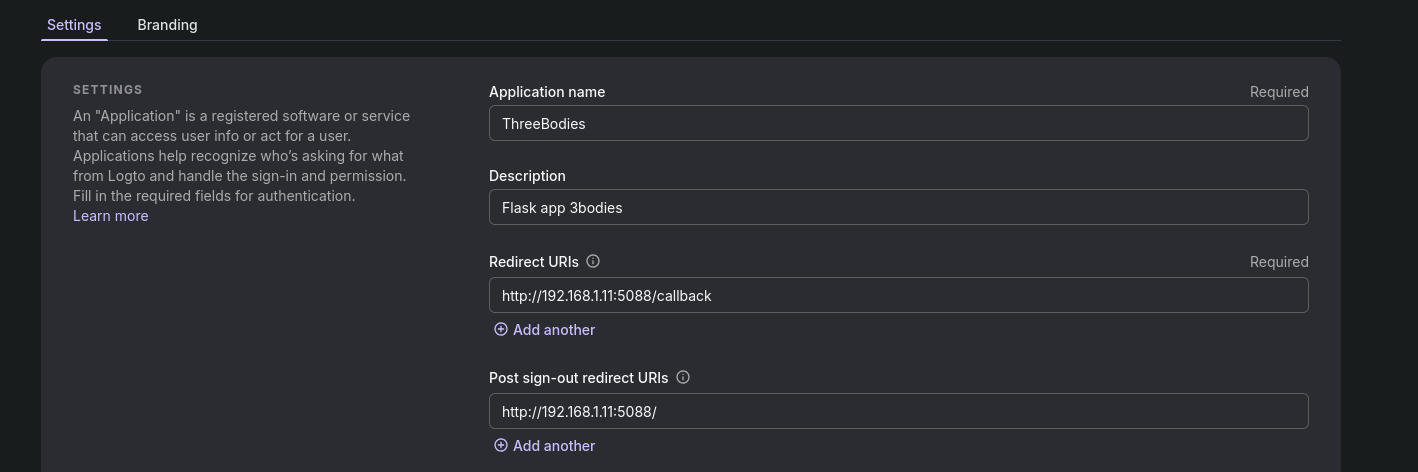 Settings
Branding
SETTINGS
An "Application" is a registered software or service
that can access user info or act for a user.
Applications help recognize who's asking for what
from Logto and handle the sign-in and permission.
Fill in the required fields for authentication.
Learn more
Application name
Required
ThreeBodies
Description
Flask app 3bodies
Redirect URIs
Required
http://192.168.1.11:5088/callback
Add another
Post sign-out redirect URIs
http://192.168.1.11:5088/
Add another